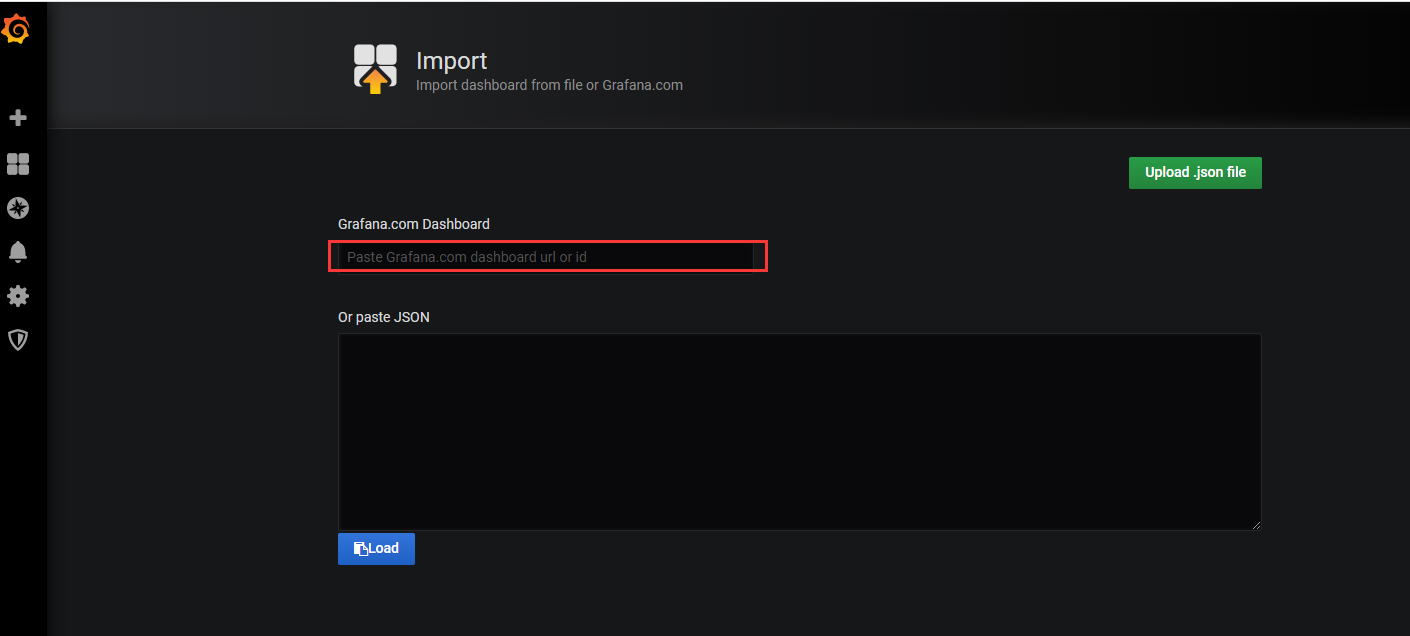 Import
Import dashboard from file or Grafana.com
Upload .json file
Grafana.com Dashboard
Paste Grafana.com dashboard url or id
Or paste JSON
Load